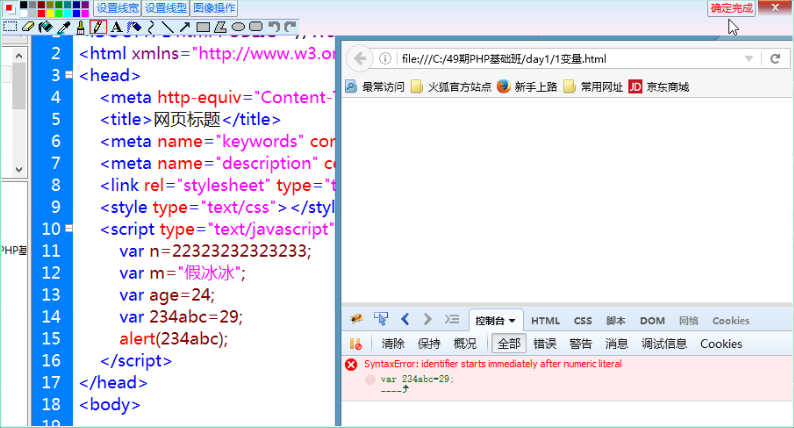 设置线宽 设置线型 图像操作 确定完成
2 <html xmlns="http://www.w3.or
3 <head>
4 <meta http-equiv="Content-T
5 <title>网页标题</title>
6 <meta name="keywords" con
7 <meta name="description" co
8 <link rel="stylesheet" type="t
9 <style type="text/css"></styl
10 <script type="text/javascript"
11 var n=22323232323233;
12 var m="假冰冰";
13 var age=24;
14 var 234abc=29;
15 alert(234abc);
16 </script>
17 </head>
18 <body>
19
PHP基
file:///C:/49期PHP基础班/day1/1变量.html
最常访问 火狐官方站点 新手上路 常用网址 JD 京东商城
控制台 HTML CSS 脚本 DOM 网络 Cookies
清除 保持 概况 全部 错误 警告 消息 调试信息 Cookies
SyntaxError: identifier starts immediately after numeric literal
var 234abc=29;